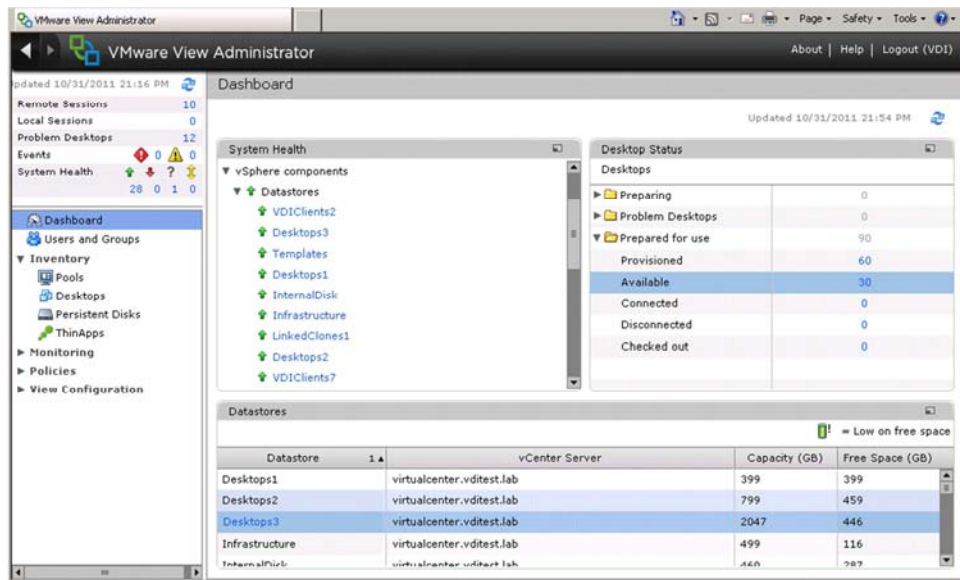 VMware View Administrator
Page Safety Tools
VMware View Administrator
About | Help | Logout (VDI)
pdated 10/31/2011 21:16 PM
Remote Sessions 10
Local Sessions 0
Problem Desktops 12
Events 0 0
System Health ?
28 0 1 0
Dashboard
Users and Groups
Inventory
Pools
Desktops
Persistent Disks
ThinApps
Monitoring
Policies
View Configuration
Dashboard
Updated 10/31/2011 21:54 PM
System Health
vSphere components
Datastores
VDIClients2
Desktops3
Templates
Desktops1
InternalDisk
Infrastructure
LinkedClones1
Desktops2
VDIClients7
Desktop Status
Desktops
Preparing 0
Problem Desktops 0
Prepared for use 90
Provisioned 60
Available 30
Connected 0
Disconnected 0
Checked out 0
Datastores
! = Low on free space
Datastore 1 vCenter Server Capacity (GB) Free Space (GB)
Desktops1 virtualcenter.vditest.lab 399 399
Desktops2 virtualcenter.vditest.lab 799 459
Desktops3 virtualcenter.vditest.lab 2047 446
Infrastructure virtualcenter.vditest.lab 499 116
InternalDisk virtualcenter.vditest.lab 460 287